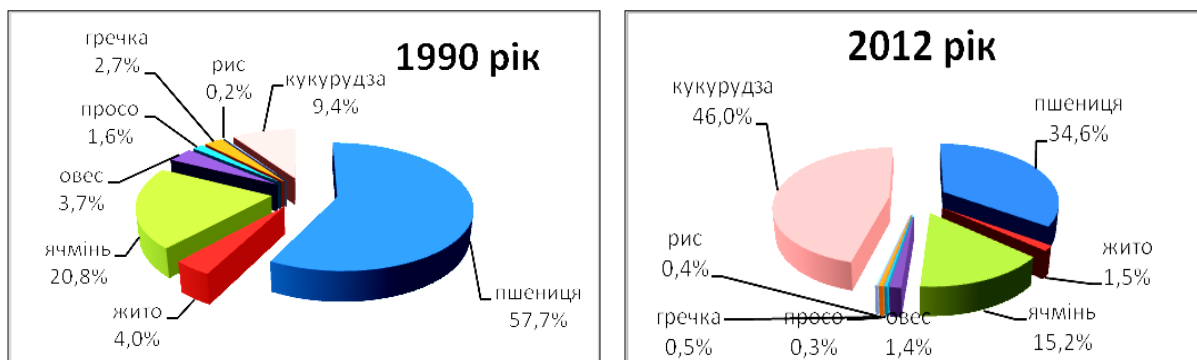 1990 рік
гречка
2,7%
рис
0,2%
кукурудза
9,4%
просо
1,6%
овес
3,7%
ячмінь
20,8%
жито
4,0%
пшениця
57,7%
2012 рік
кукурудза
46,0%
пшениця
34,6%
жито
1,5%
ячмінь
15,2%
овес
1,4%
просо
0,3%
гречка
0,5%
рис
0,4%